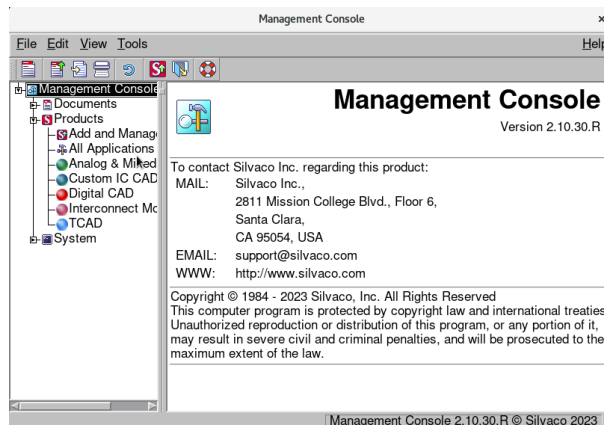 Management Console
File Edit View Tools Help
Management Console
Documents
Products
Add and Manag
All Applications
Analog & Mixed
Custom IC CAD
Digital CAD
Interconnect Mo
TCAD
System
Management Console
Version 2.10.30.R
To contact Silvaco Inc. regarding this product:
MAIL: Silvaco Inc.,
2811 Mission College Blvd., Floor 6,
Santa Clara,
CA 95054, USA
EMAIL: support@silvaco.com
WWW: http://www.silvaco.com
Copyright © 1984 - 2023 Silvaco, Inc. All Rights Reserved
This computer program is protected by copyright law and international treaties
Unauthorized reproduction or distribution of this program, or any portion of it,
may result in severe civil and criminal penalties, and will be prosecuted to the
maximum extent of the law.
Management Console 2.10.30.R © Silvaco 2023